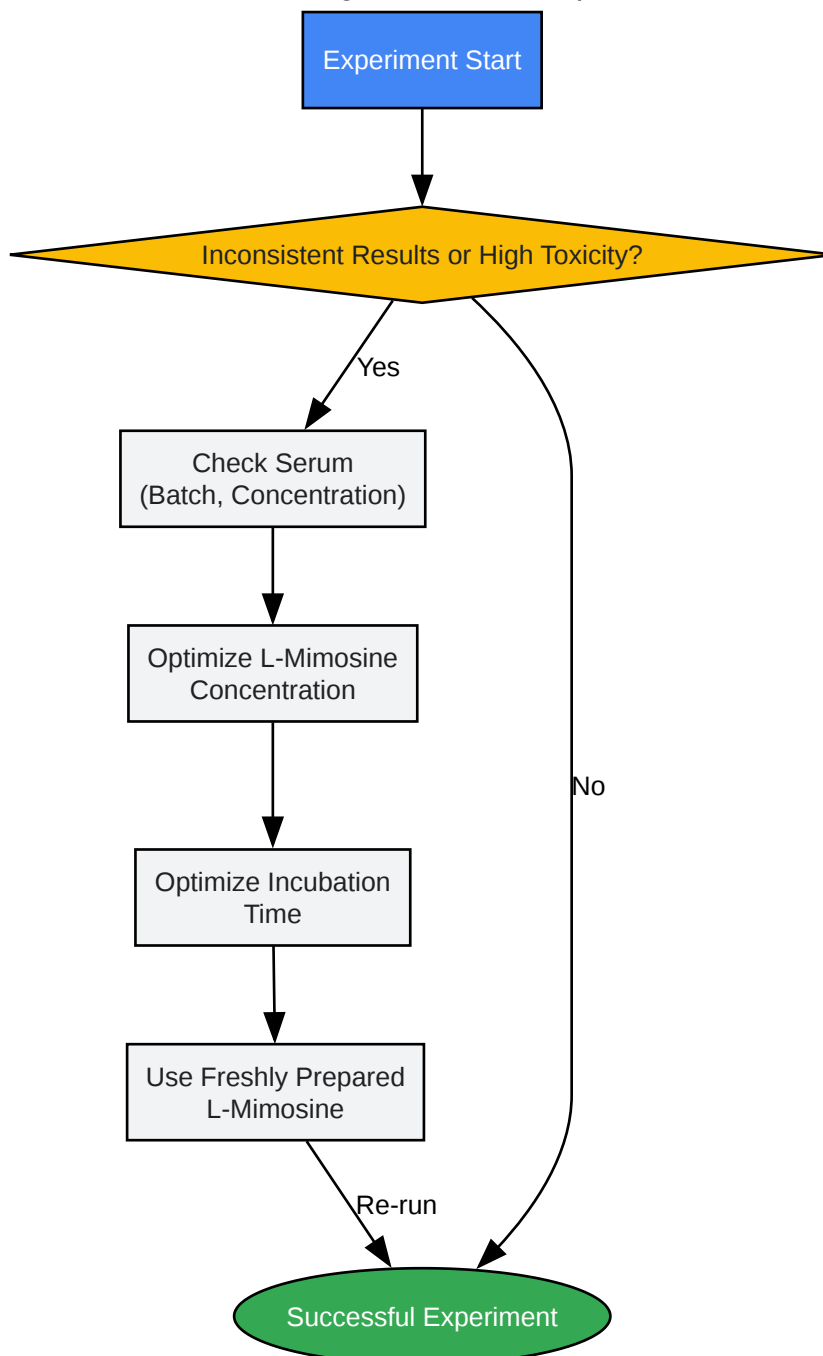 Experiment Start
Inconsistent Results or High Toxicity?
Yes
Check Serum
(Batch, Concentration)
Optimize L-Mimosine
Concentration
No
Optimize Incubation
Time
Use Freshly Prepared
L-Mimosine
Re-run
Successful Experiment